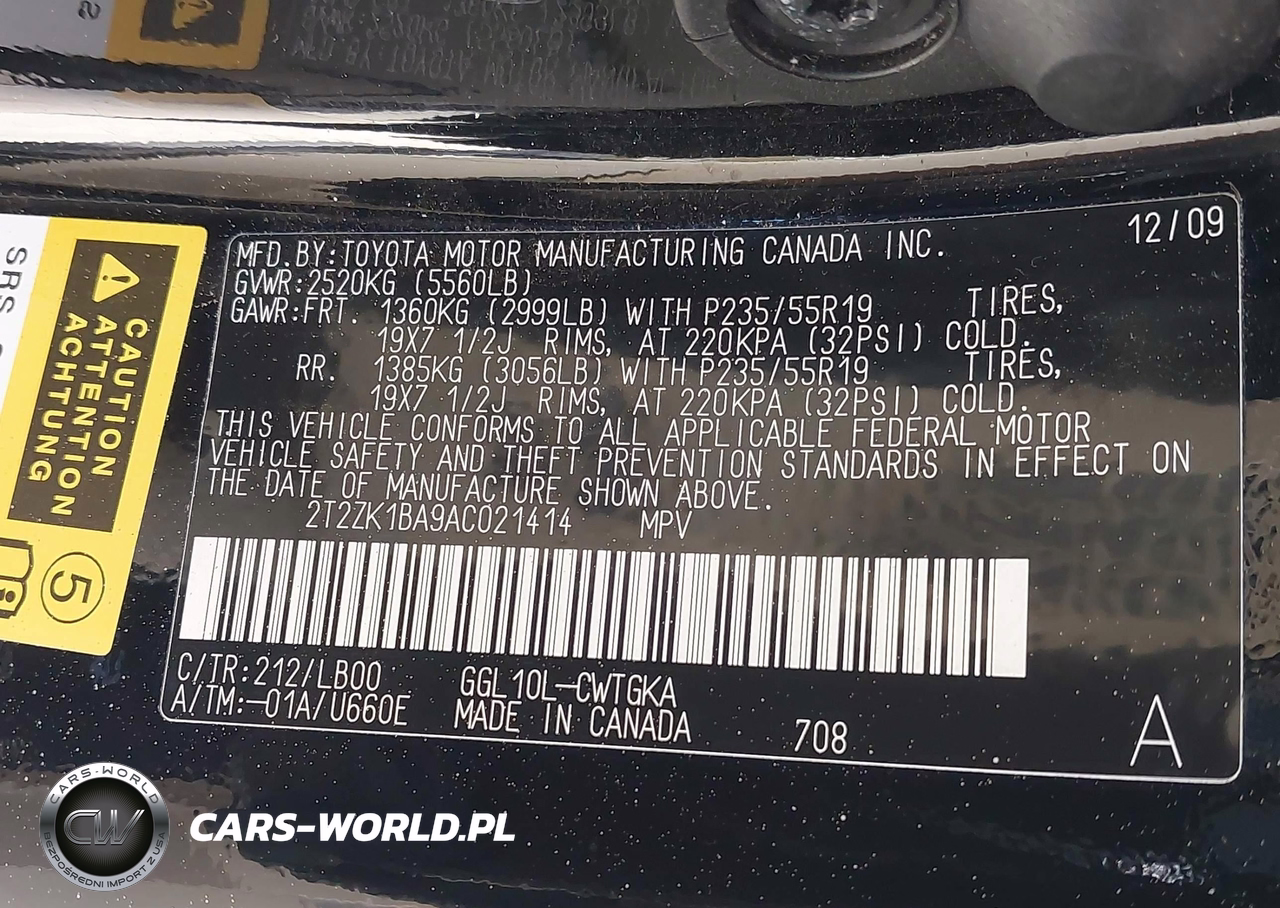 12/09
MFD.BY:TOYOTA MOTOR MANUFACTURING CANADA INC.
GVWR:2520KG (5560LB)
GAWR:FRT. 1360KG (2999LB) WITH P235/55R19 TIRES,
19X7 1/2J RIMS, AT 220KPA (32PSI) COLD.
RR. 1385KG (3056LB) WITH P235/55R19 TIRES,
19X7 1/2J RIMS, AT 220KPA (32PSI) COLD.
THIS VEHICLE CONFORMS TO ALL APPLICABLE FEDERAL MOTOR
VEHICLE SAFETY AND THEFT PREVENTION STANDARDS IN EFFECT ON
THE DATE OF MANUFACTURE SHOWN ABOVE.
2T2ZK1BA9AC021414 MPV
C/TR:212/LB00 GGL10L-CWTGKA
A/TM:-01A/U660E MADE IN CANADA 708 A
CAUTION
ATTENTION
ACHTUNG
SRS
5
CARS-WORLD
CW
BEZPOŚREDNI IMPORT Z USA
CARS-WORLD.PL